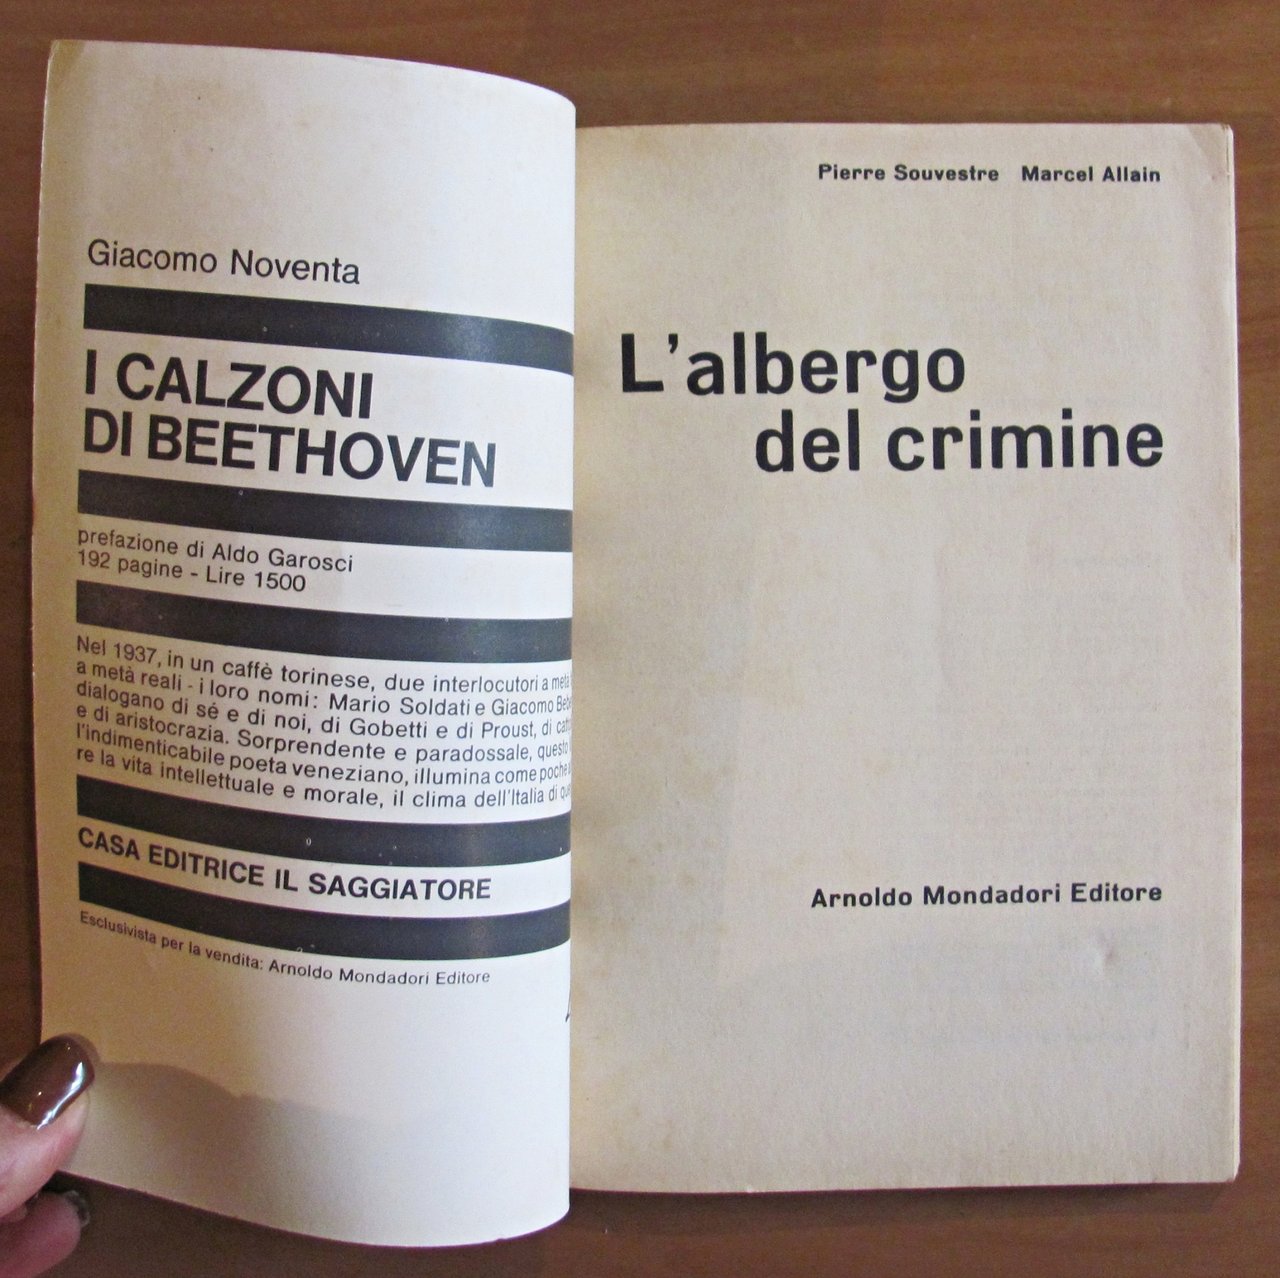 Giacomo Noventa
I CALZONI
DI BEETHOVEN
prefazione di Aldo Garosci
192 pagine - Lire 1500
Nel 1937, in un caffè torinese, due interlocutori a metà
a metà reali - i loro nomi: Mario Soldati e Giacomo
dialogano di sé e di noi, di Gobetti e di Proust, di
e di aristocrazia. Sorprendente e paradossale, questo
l'indimenticabile poeta veneziano, illumina come poche
re la vita intellettuale e morale, il clima dell'Italia di
CASA EDITRICE IL SAGGIATORE
Esclusivista per la vendita: Arnoldo Mondadori Editore
Pierre Souvestre Marcel Allain
L'albergo
del crimine
Arnoldo Mondadori Editore